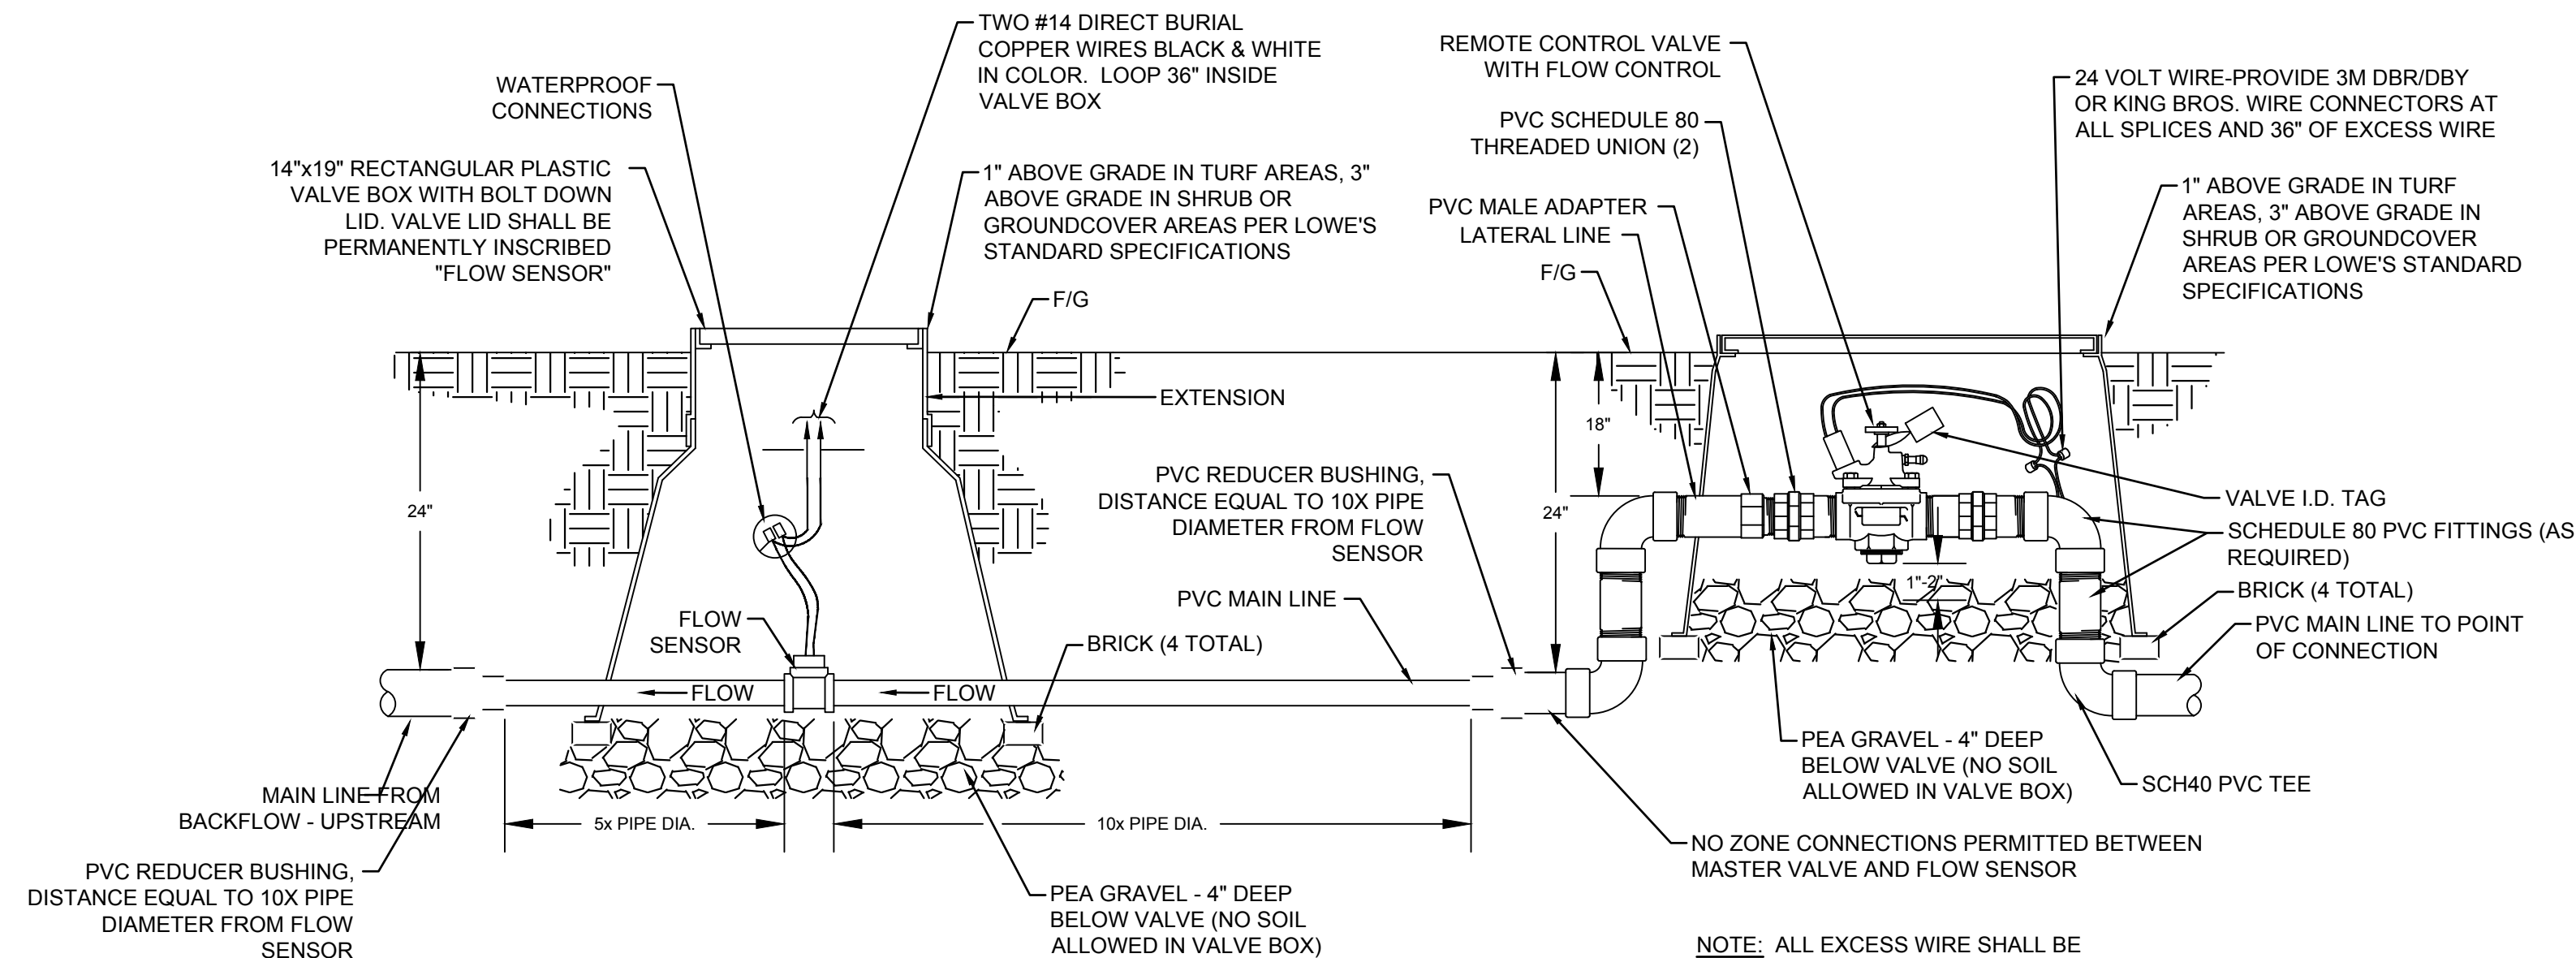 TWO #14 DIRECT BURIAL
COPPER WIRES BLACK & WHITE
IN COLOR.  LOOP 36" INSIDE
VALVE BOX
WATERPROOF
CONNECTIONS
14"x19" RECTANGULAR PLASTIC
VALVE BOX WITH BOLT DOWN
LID. VALVE LID SHALL BE
PERMANENTLY INSCRIBED
"FLOW SENSOR"
1" ABOVE GRADE IN TURF AREAS, 3"
ABOVE GRADE IN SHRUB OR
GROUNDCOVER AREAS PER LOWE'S
STANDARD SPECIFICATIONS
F/G
EXTENSION
24"
FLOW
SENSOR
BRICK (4 TOTAL)
FLOW
FLOW
MAIN LINE FROM
BACKFLOW - UPSTREAM
5x PIPE DIA.
10x PIPE DIA.
PVC REDUCER BUSHING,
DISTANCE EQUAL TO 10X PIPE
DIAMETER FROM FLOW
SENSOR
PEA GRAVEL - 4" DEEP
BELOW VALVE (NO SOIL
ALLOWED IN VALVE BOX)
REMOTE CONTROL VALVE
WITH FLOW CONTROL
PVC SCHEDULE 80
THREADED UNION (2)
PVC MALE ADAPTER
LATERAL LINE
F/G
24 VOLT WIRE-PROVIDE 3M DBR/DBY
OR KING BROS. WIRE CONNECTORS AT
ALL SPLICES AND 36" OF EXCESS WIRE
1" ABOVE GRADE IN TURF
AREAS, 3" ABOVE GRADE IN
SHRUB OR GROUNDCOVER
AREAS PER LOWE'S STANDARD
SPECIFICATIONS
18"
24"
PVC REDUCER BUSHING,
DISTANCE EQUAL TO 10X PIPE
DIAMETER FROM FLOW
SENSOR
PVC MAIN LINE
1"-2"
VALVE I.D. TAG
SCHEDULE 80 PVC FITTINGS (AS
REQUIRED)
BRICK (4 TOTAL)
PVC MAIN LINE TO POINT
OF CONNECTION
PEA GRAVEL - 4" DEEP
BELOW VALVE (NO SOIL
ALLOWED IN VALVE BOX)
SCH40 PVC TEE
NO ZONE CONNECTIONS PERMITTED BETWEEN
MASTER VALVE AND FLOW SENSOR
NOTE:  ALL EXCESS WIRE SHALL BE